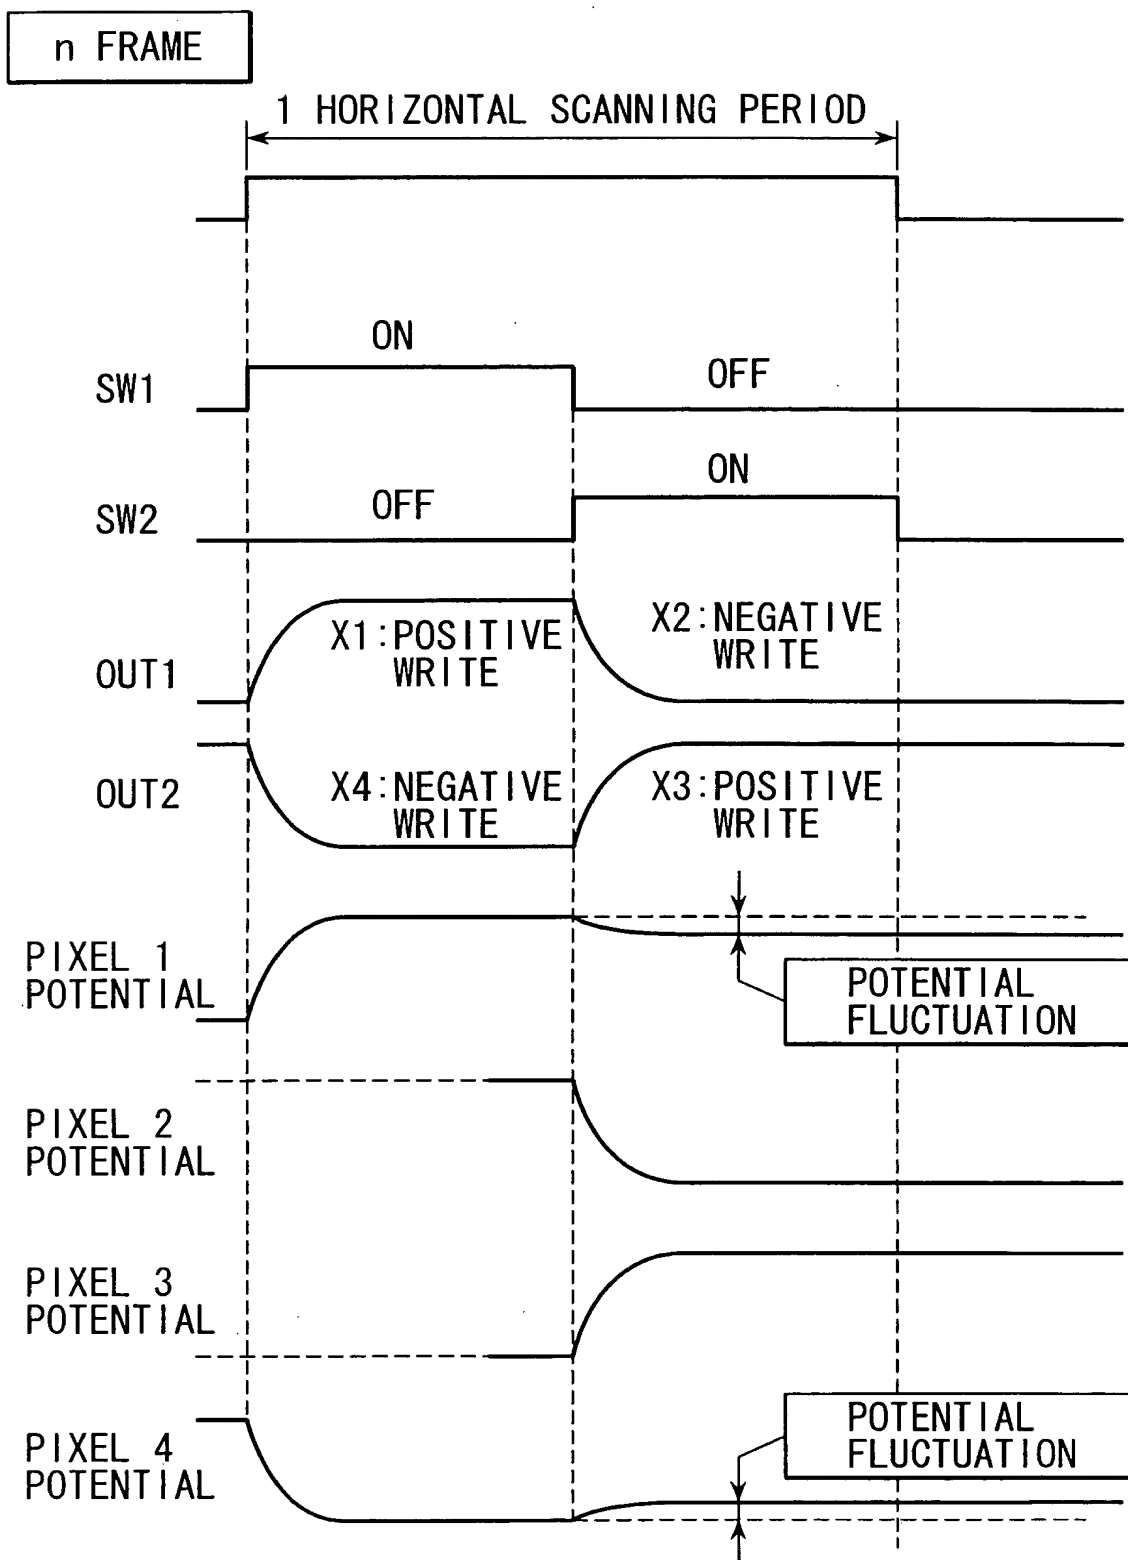 n FRAME
1 HORIZONTAL SCANNING PERIOD
ON
SW1
OFF
ON
SW2
OFF
X1:POSITIVE
WRITE
X2:NEGATIVE
WRITE
OUT1
OUT2
X4:NEGATIVE
WRITE
X3:POSITIVE
WRITE
PIXEL 1
POTENTIAL
POTENTIAL
FLUCTUATION
PIXEL 2
POTENTIAL
PIXEL 3
POTENTIAL
POTENTIAL
FLUCTUATION
PIXEL 4
POTENTIAL